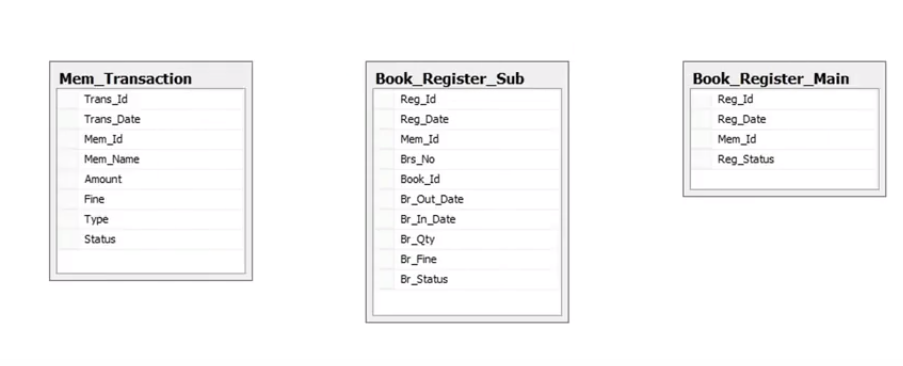 Mem_Transaction
Trans_Id
Trans_Date
Mem_Id
Mem_Name
Amount
Fine
Type
Status
Book_Register_Sub
Reg_Id
Reg_Date
Mem_Id
Brs_No
Book_Id
Br_Out_Date
Br_In_Date
Br_Qty
Br_Fine
Br_Status
Book_Register_Main
Reg_Id
Reg_Date
Mem_Id
Reg_Status